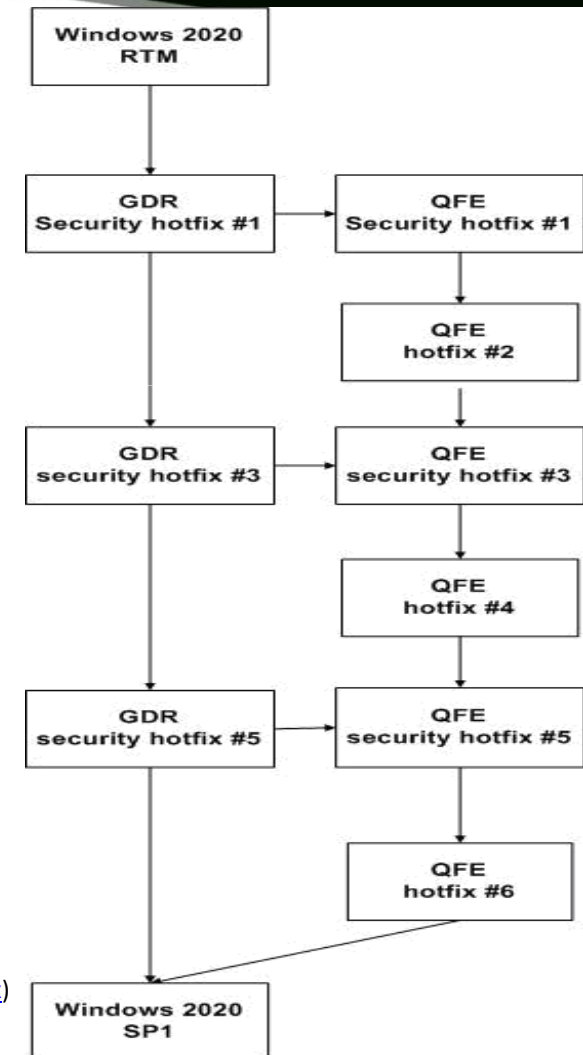 Windows 2020
RTM
GDR
Security hotfix #1
QFE
Security hotfix #1
QFE
hotfix #2
GDR
security hotfix #3
QFE
security hotfix #3
QFE
hotfix #4
GDR
security hotfix #5
QFE
security hotfix #5
QFE
hotfix #6
)
Windows 2020
SP1